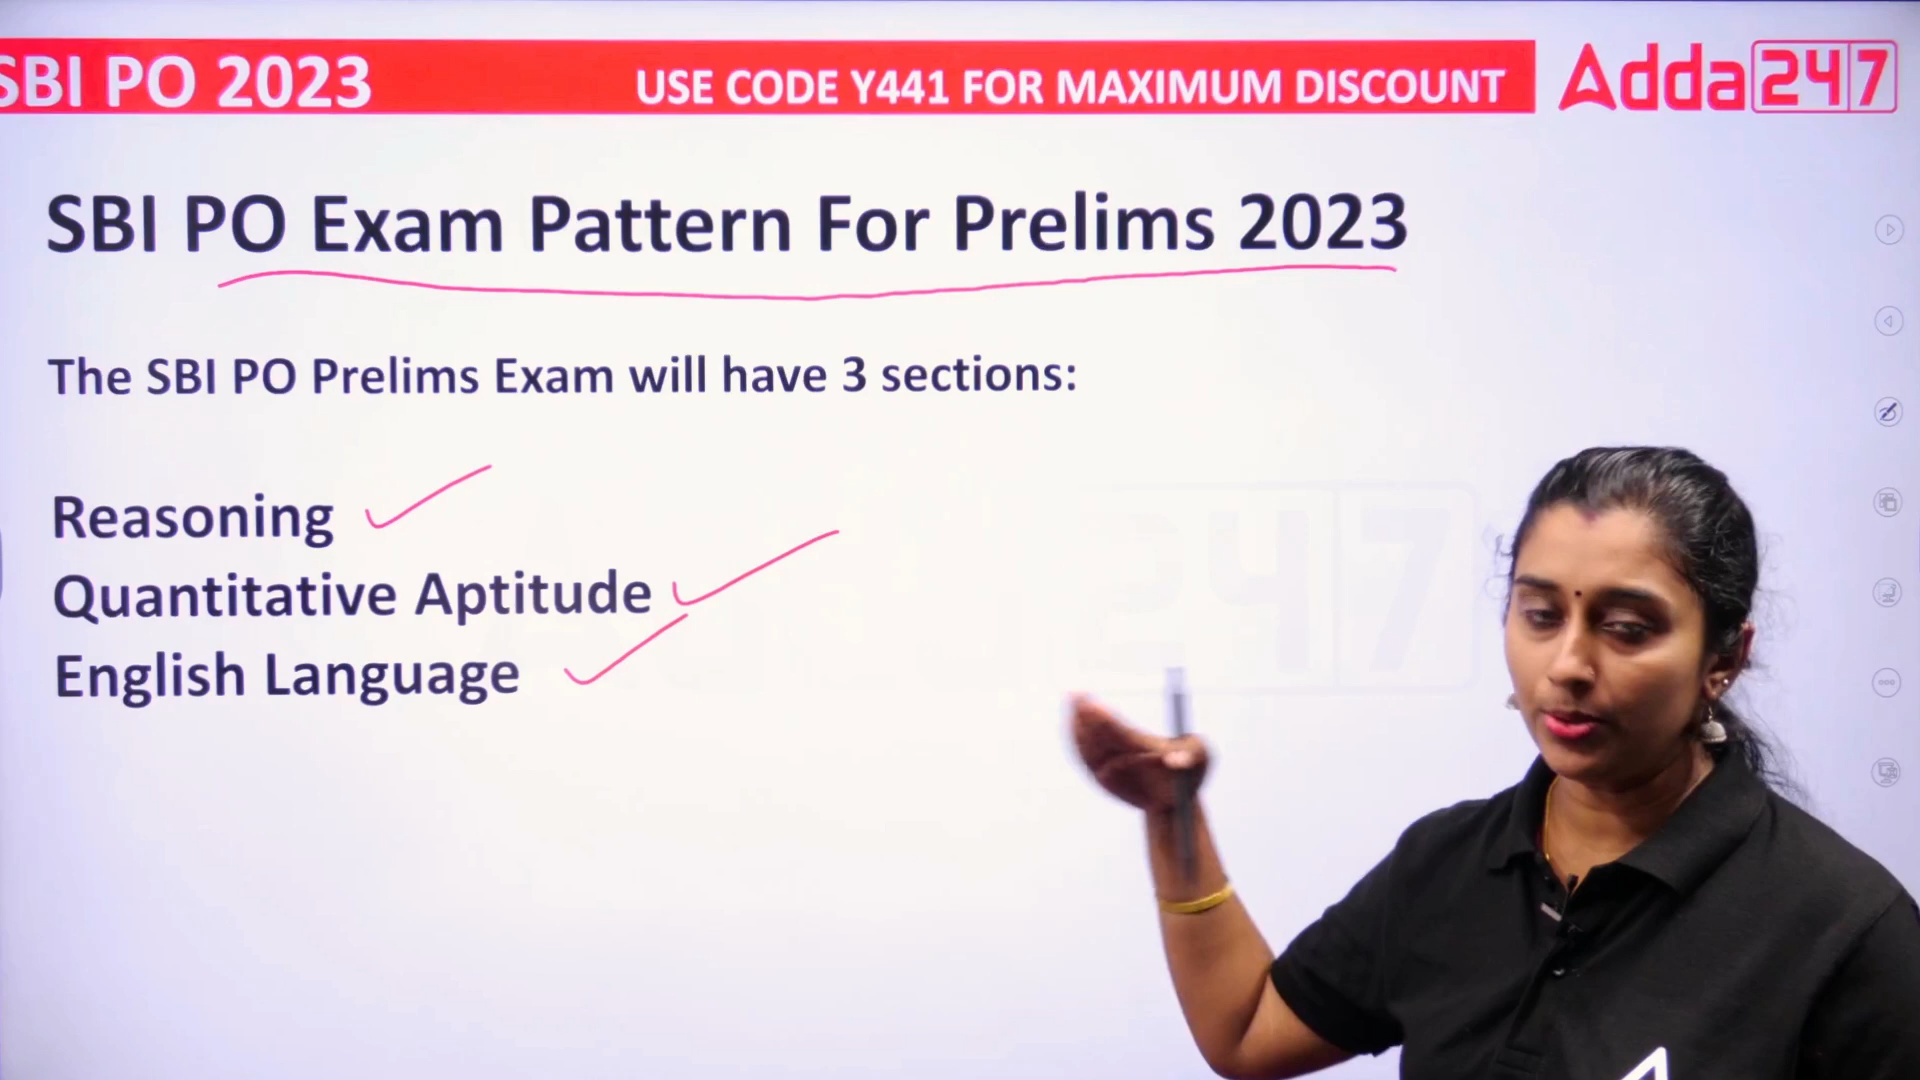 SBI PO 2023
USE CODE Y441 FOR MAXIMUM DISCOUNT
Adda247
SBI PO Exam Pattern For Prelims 2023
The SBI PO Prelims Exam will have 3 sections:
Reasoning
Quantitative Aptitude
English Language
247